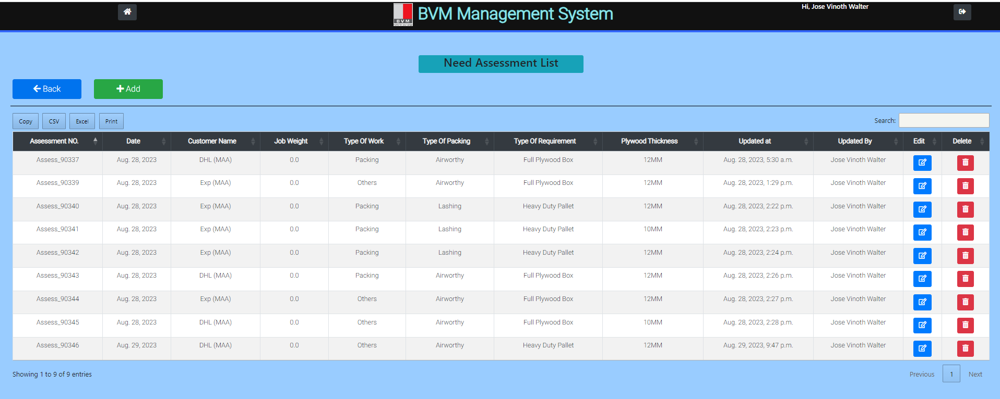 BVM Management System
BVM
Hi, Jose Vinoth Walter
Need Assessment List
Back Add
Copy CSV Excel Print Search:
Assessment NO. Date Customer Name Job Weight Type Of Work Type Of Packing Type Of Requirement Plywood Thickness Updated at Updated By Edit Delete
Assess_90337 Aug. 28, 2023 DHL (MAA) 0.0 Packing Airworthy Full Plywood Box 12MM Aug. 28, 2023, 5:30 a.m. Jose Vinoth Walter
Assess_90339 Aug. 28, 2023 Exp (MAA) 0.0 Others Airworthy Full Plywood Box 12MM Aug. 28, 2023, 1:29 p.m. Jose Vinoth Walter
Assess_90340 Aug. 28, 2023 Exp (MAA) 0.0 Packing Lashing Heavy Duty Pallet 12MM Aug. 28, 2023, 2:22 p.m. Jose Vinoth Walter
Assess_90341 Aug. 28, 2023 Exp (MAA) 0.0 Packing Lashing Heavy Duty Pallet 10MM Aug. 28, 2023, 2:23 p.m. Jose Vinoth Walter
Assess_90342 Aug. 28, 2023 Exp (MAA) 0.0 Packing Lashing Heavy Duty Pallet 12MM Aug. 28, 2023, 2:24 p.m. Jose Vinoth Walter
Assess_90343 Aug. 28, 2023 DHL (MAA) 0.0 Packing Airworthy Full Plywood Box 12MM Aug. 28, 2023, 2:26 p.m. Jose Vinoth Walter
Assess_90344 Aug. 28, 2023 Exp (MAA) 0.0 Others Airworthy Full Plywood Box 12MM Aug. 28, 2023, 2:27 p.m. Jose Vinoth Walter
Assess_90345 Aug. 28, 2023 DHL (MAA) 0.0 Others Airworthy Full Plywood Box 10MM Aug. 28, 2023, 2:28 p.m. Jose Vinoth Walter
Assess_90346 Aug. 29, 2023 DHL (MAA) 0.0 Others Airworthy Heavy Duty Pallet 12MM Aug. 29, 2023, 9:47 p.m. Jose Vinoth Walter
Showing 1 to 9 of 9 entries Previous 1 Next